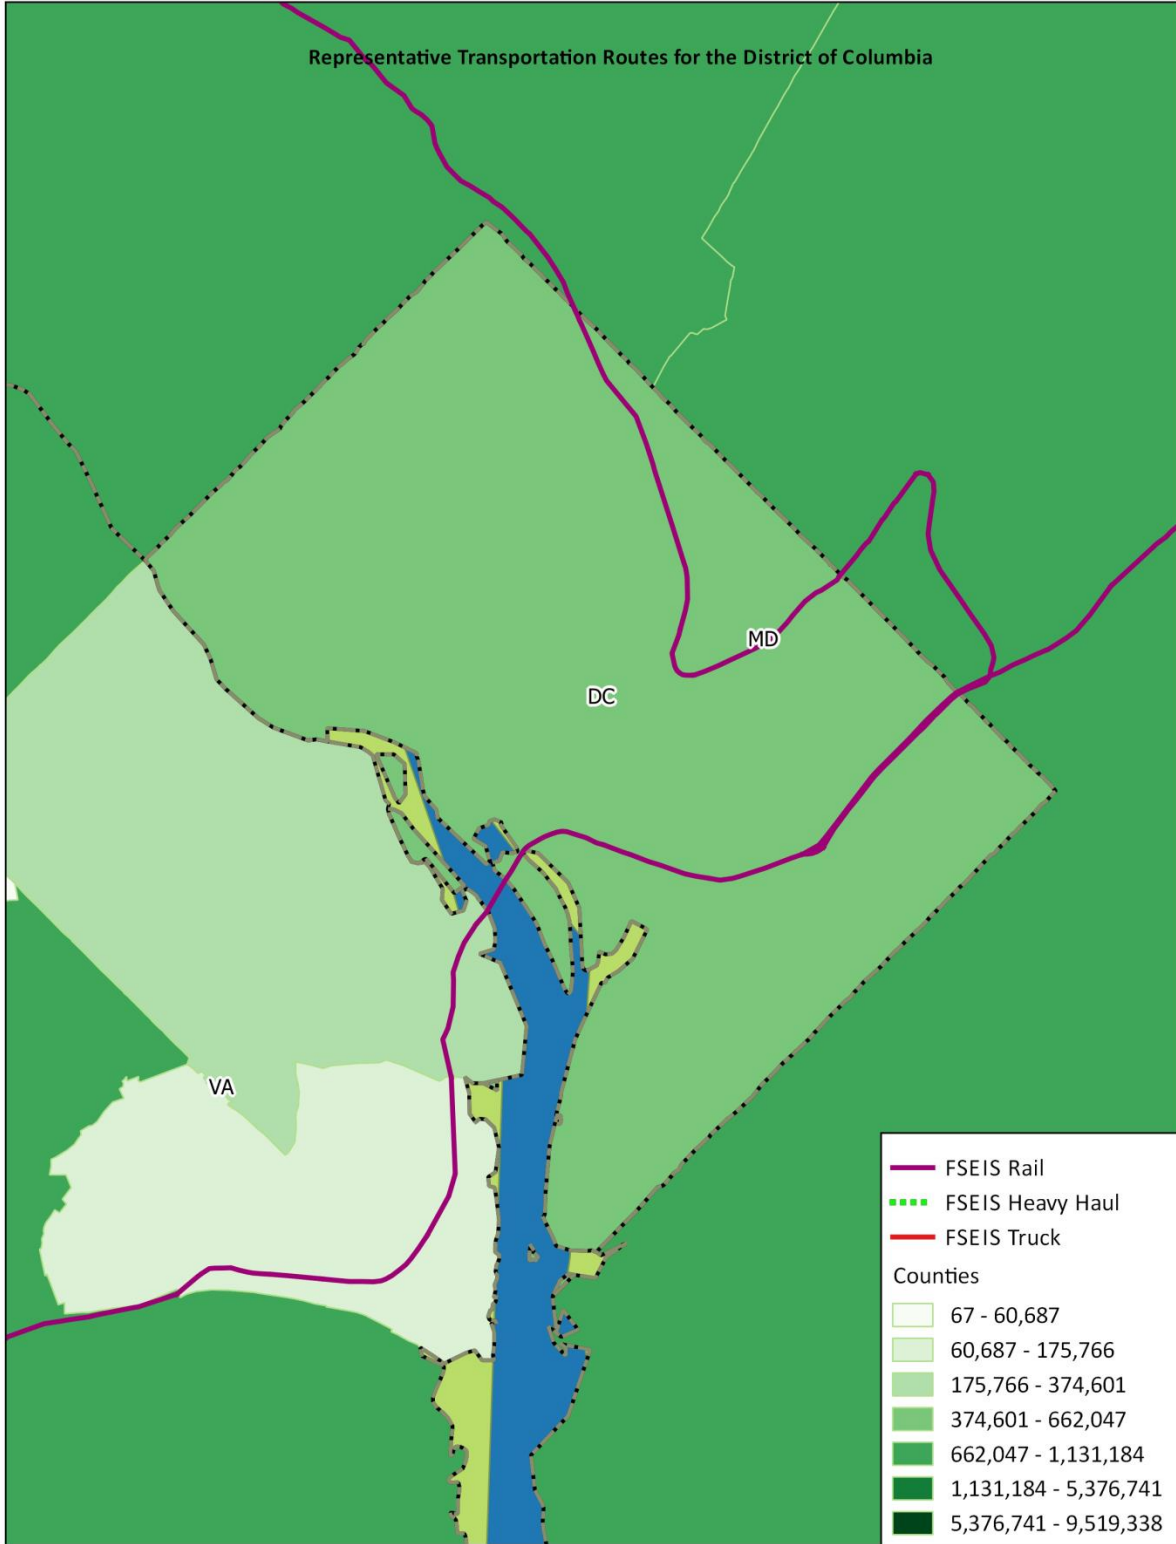 Representative Transportation Routes for the District of Columbia
MD
DC
VA
FSEIS Rail
FSEIS Heavy Haul
FSEIS Truck
Counties
67 - 60,687
60,687 - 175,766
175,766 - 374,601
374,601 - 662,047
662,047 - 1,131,184
1,131,184 - 5,376,741
5,376,741 - 9,519,338